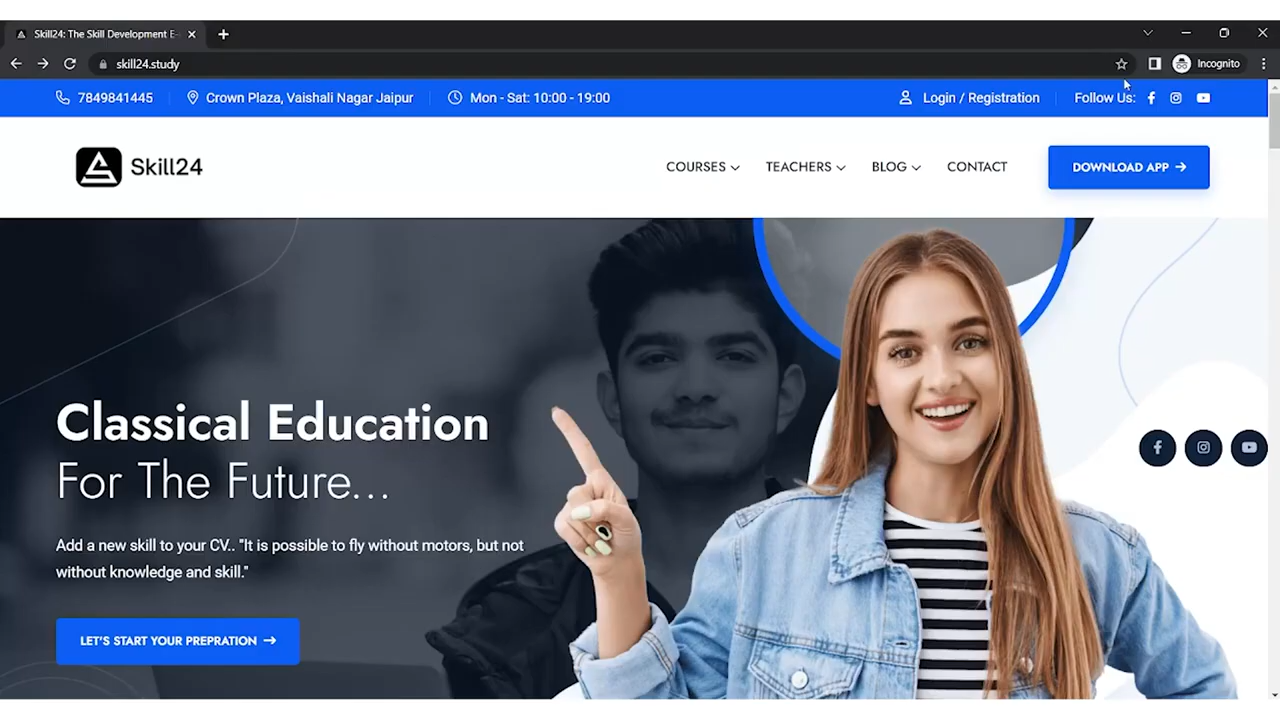 Skill24: The Skill Development E-
skill24.study
Incognito
7849841445
Crown Plaza, Vaishali Nagar Jaipur
Mon - Sat: 10:00 - 19:00
Login / Registration
Follow Us:
Skill24
COURSES
TEACHERS
BLOG
CONTACT
DOWNLOAD APP
Classical Education
For The Future...
Add a new skill to your CV.. "It is possible to fly without motors, but not
without knowledge and skill."
LET'S START YOUR PREPRATION